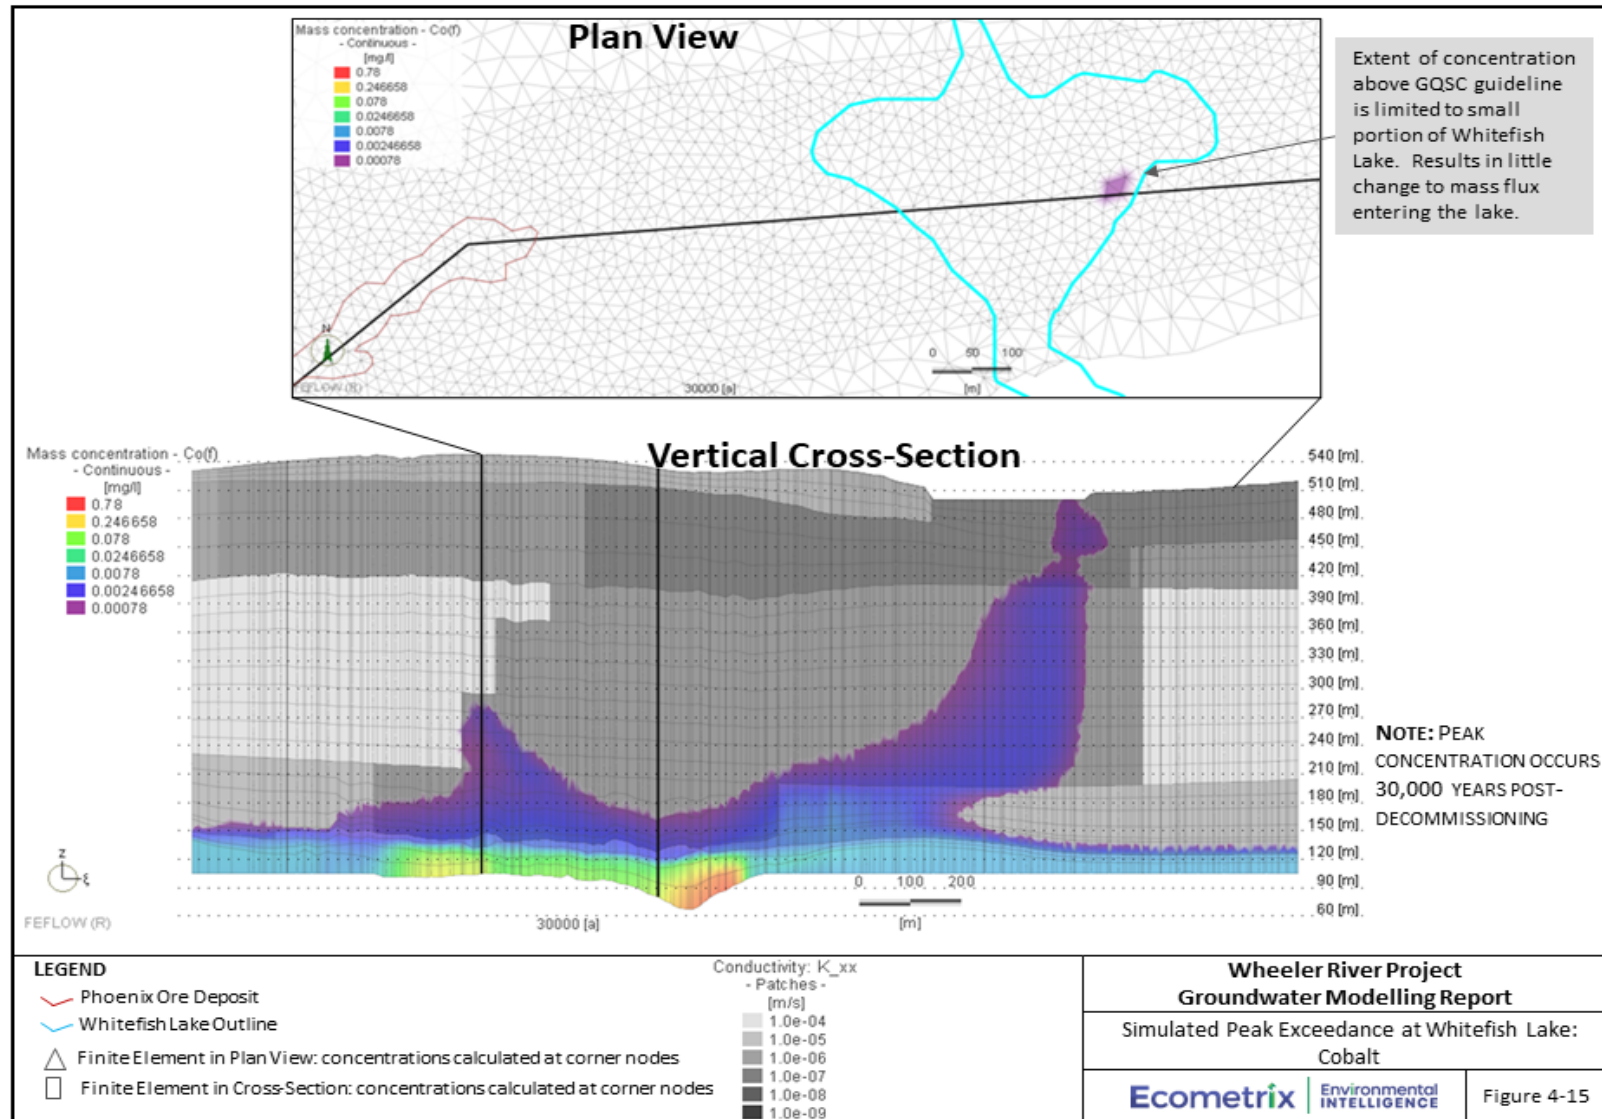 Plan View
Mass concentration - Co(f)
- Continuous -
[mg/l]
0.78
0.246658
0.078
0.0246658
0.0078
0.00246658
0.00078
N
FEFLOW (R)
30000 [a]
0 50 100
[m]
Extent of concentration
above GQSC guideline
is limited to small
portion of Whitefish
Lake. Results in little
change to mass flux
entering the lake.
Vertical Cross-Section
Mass concentration - Co(f)
- Continuous -
[mg/l]
0.78
0.246658
0.078
0.0246658
0.0078
0.00246658
0.00078
540 [m]
510 [m]
480 [m]
450 [m]
420 [m]
390 [m]
360 [m]
330 [m]
300 [m]
270 [m]
240 [m]
210 [m]
180 [m]
150 [m]
120 [m]
90 [m]
60 [m]
z
ξ
FEFLOW (R)
30000 [a]
0 100 200
[m]
NOTE: PEAK
CONCENTRATION OCCURS
30,000 YEARS POST-
DECOMMISSIONING
LEGEND
Phoenix Ore Deposit
Whitefish Lake Outline
Finite Element in Plan View: concentrations calculated at corner nodes
Finite Element in Cross-Section: concentrations calculated at corner nodes
Conductivity: K_xx
- Patches -
[m/s]
1.0e-04
1.0e-05
1.0e-06
1.0e-07
1.0e-08
1.0e-09
Wheeler River Project
Groundwater Modelling Report
Simulated Peak Exceedance at Whitefish Lake:
Cobalt
Ecometrix
Environmental
INTELLIGENCE
Figure 4-15